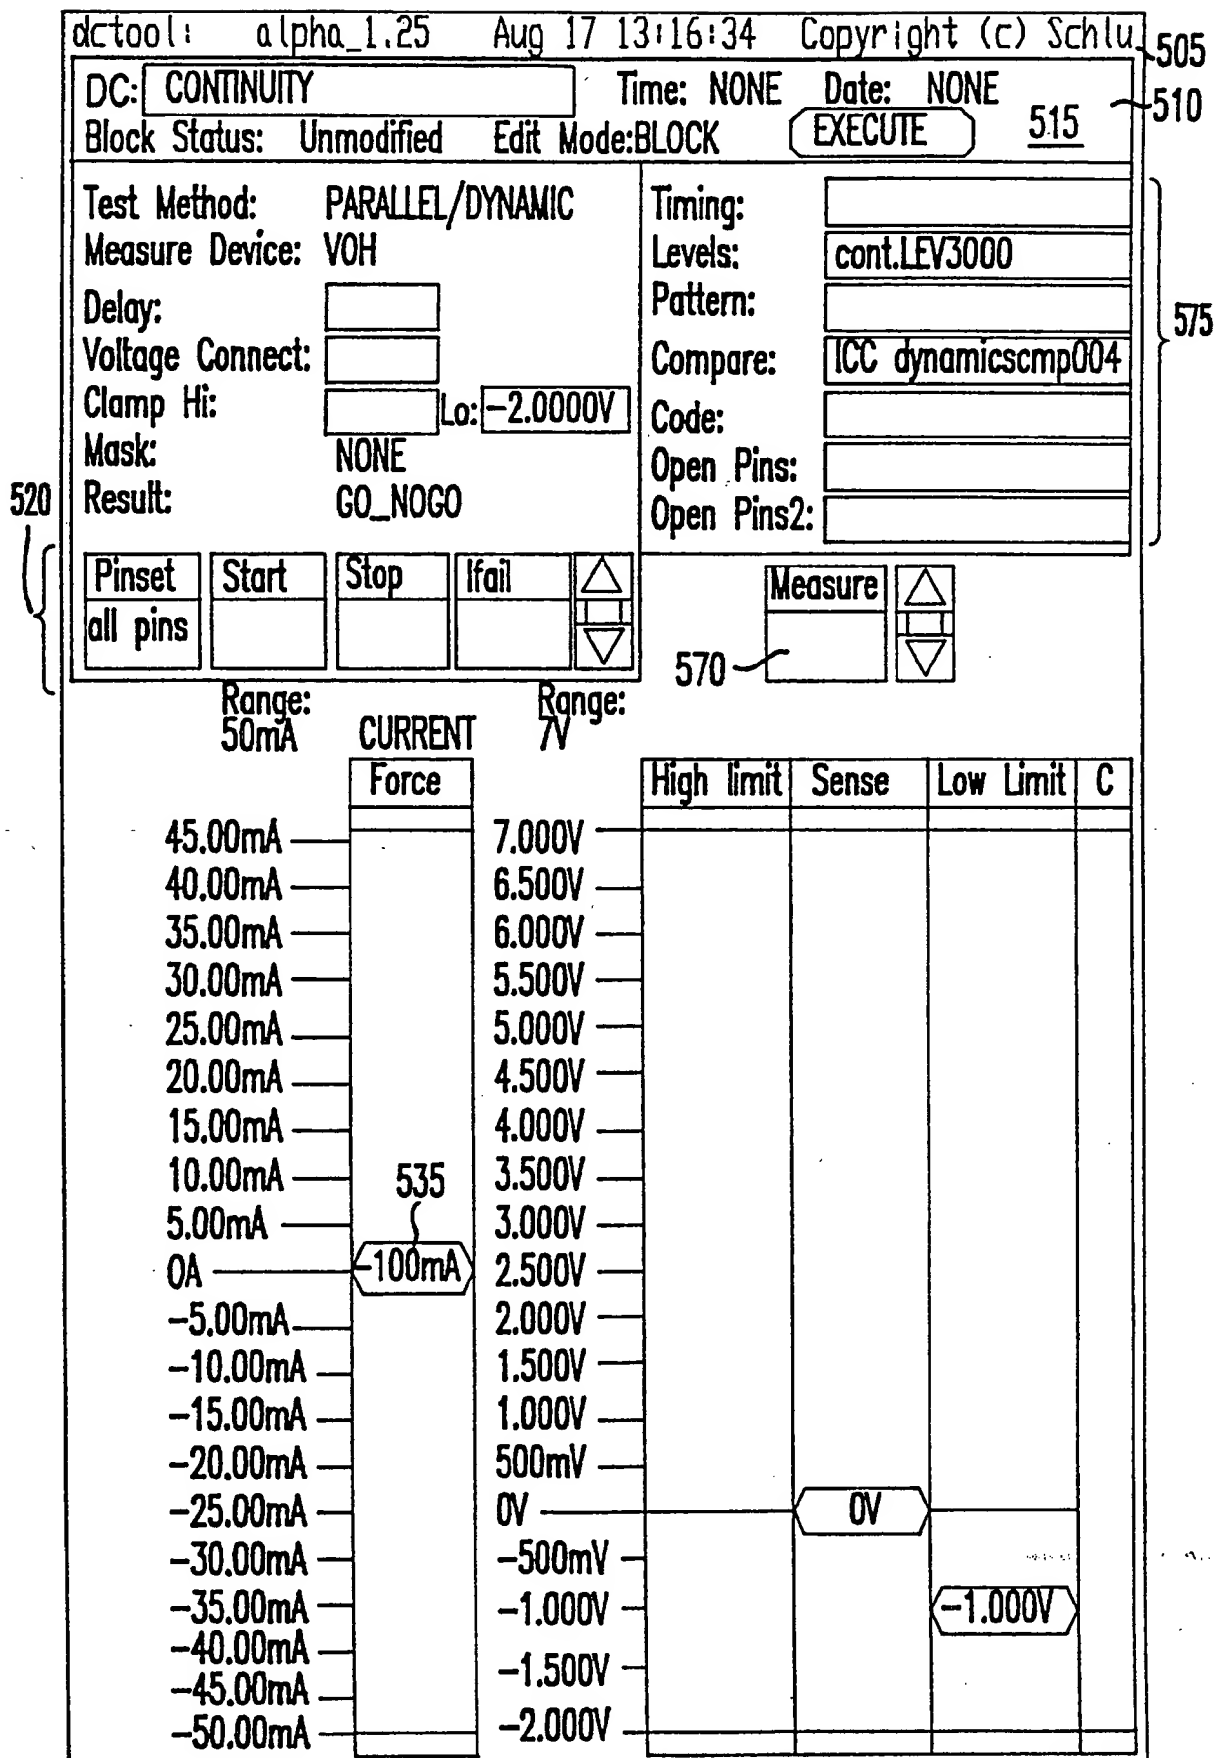 dctool: alpha_1.25 Aug 17 13:16:34 Copyright (c) Schlu
505
DC: CONTINUITY Time: NONE Date: NONE
510
Block Status: Unmodified Edit Mode:BLOCK EXECUTE 515
Test Method: PARALLEL/DYNAMIC
Measure Device: VOH
Delay:
Voltage Connect:
Clamp Hi: Lo: -2.0000V
Mask: NONE
Result: GO_NOGO
Timing:
Levels: cont.LEV3000
Pattern:
Compare: ICC dynamicscmp004
Code:
Open Pins:
Open Pins2:
575
520
Pinset Start Stop Ifail
all pins
Measure
570
Range: 50mA
CURRENT
Range: 7V
Force
High limit Sense Low Limit C
45.00mA 7.000V
40.00mA 6.500V
35.00mA 6.000V
30.00mA 5.500V
25.00mA 5.000V
20.00mA 4.500V
15.00mA 4.000V
10.00mA 535 3.500V
5.00mA 3.000V
0A -100mA 2.500V
-5.00mA 2.000V
-10.00mA 1.500V
-15.00mA 1.000V
-20.00mA 500mV
-25.00mA 0V 0V
-30.00mA -500mV
-35.00mA -1.000V -1.000V
-40.00mA
-45.00mA -1.500V
-50.00mA -2.000V